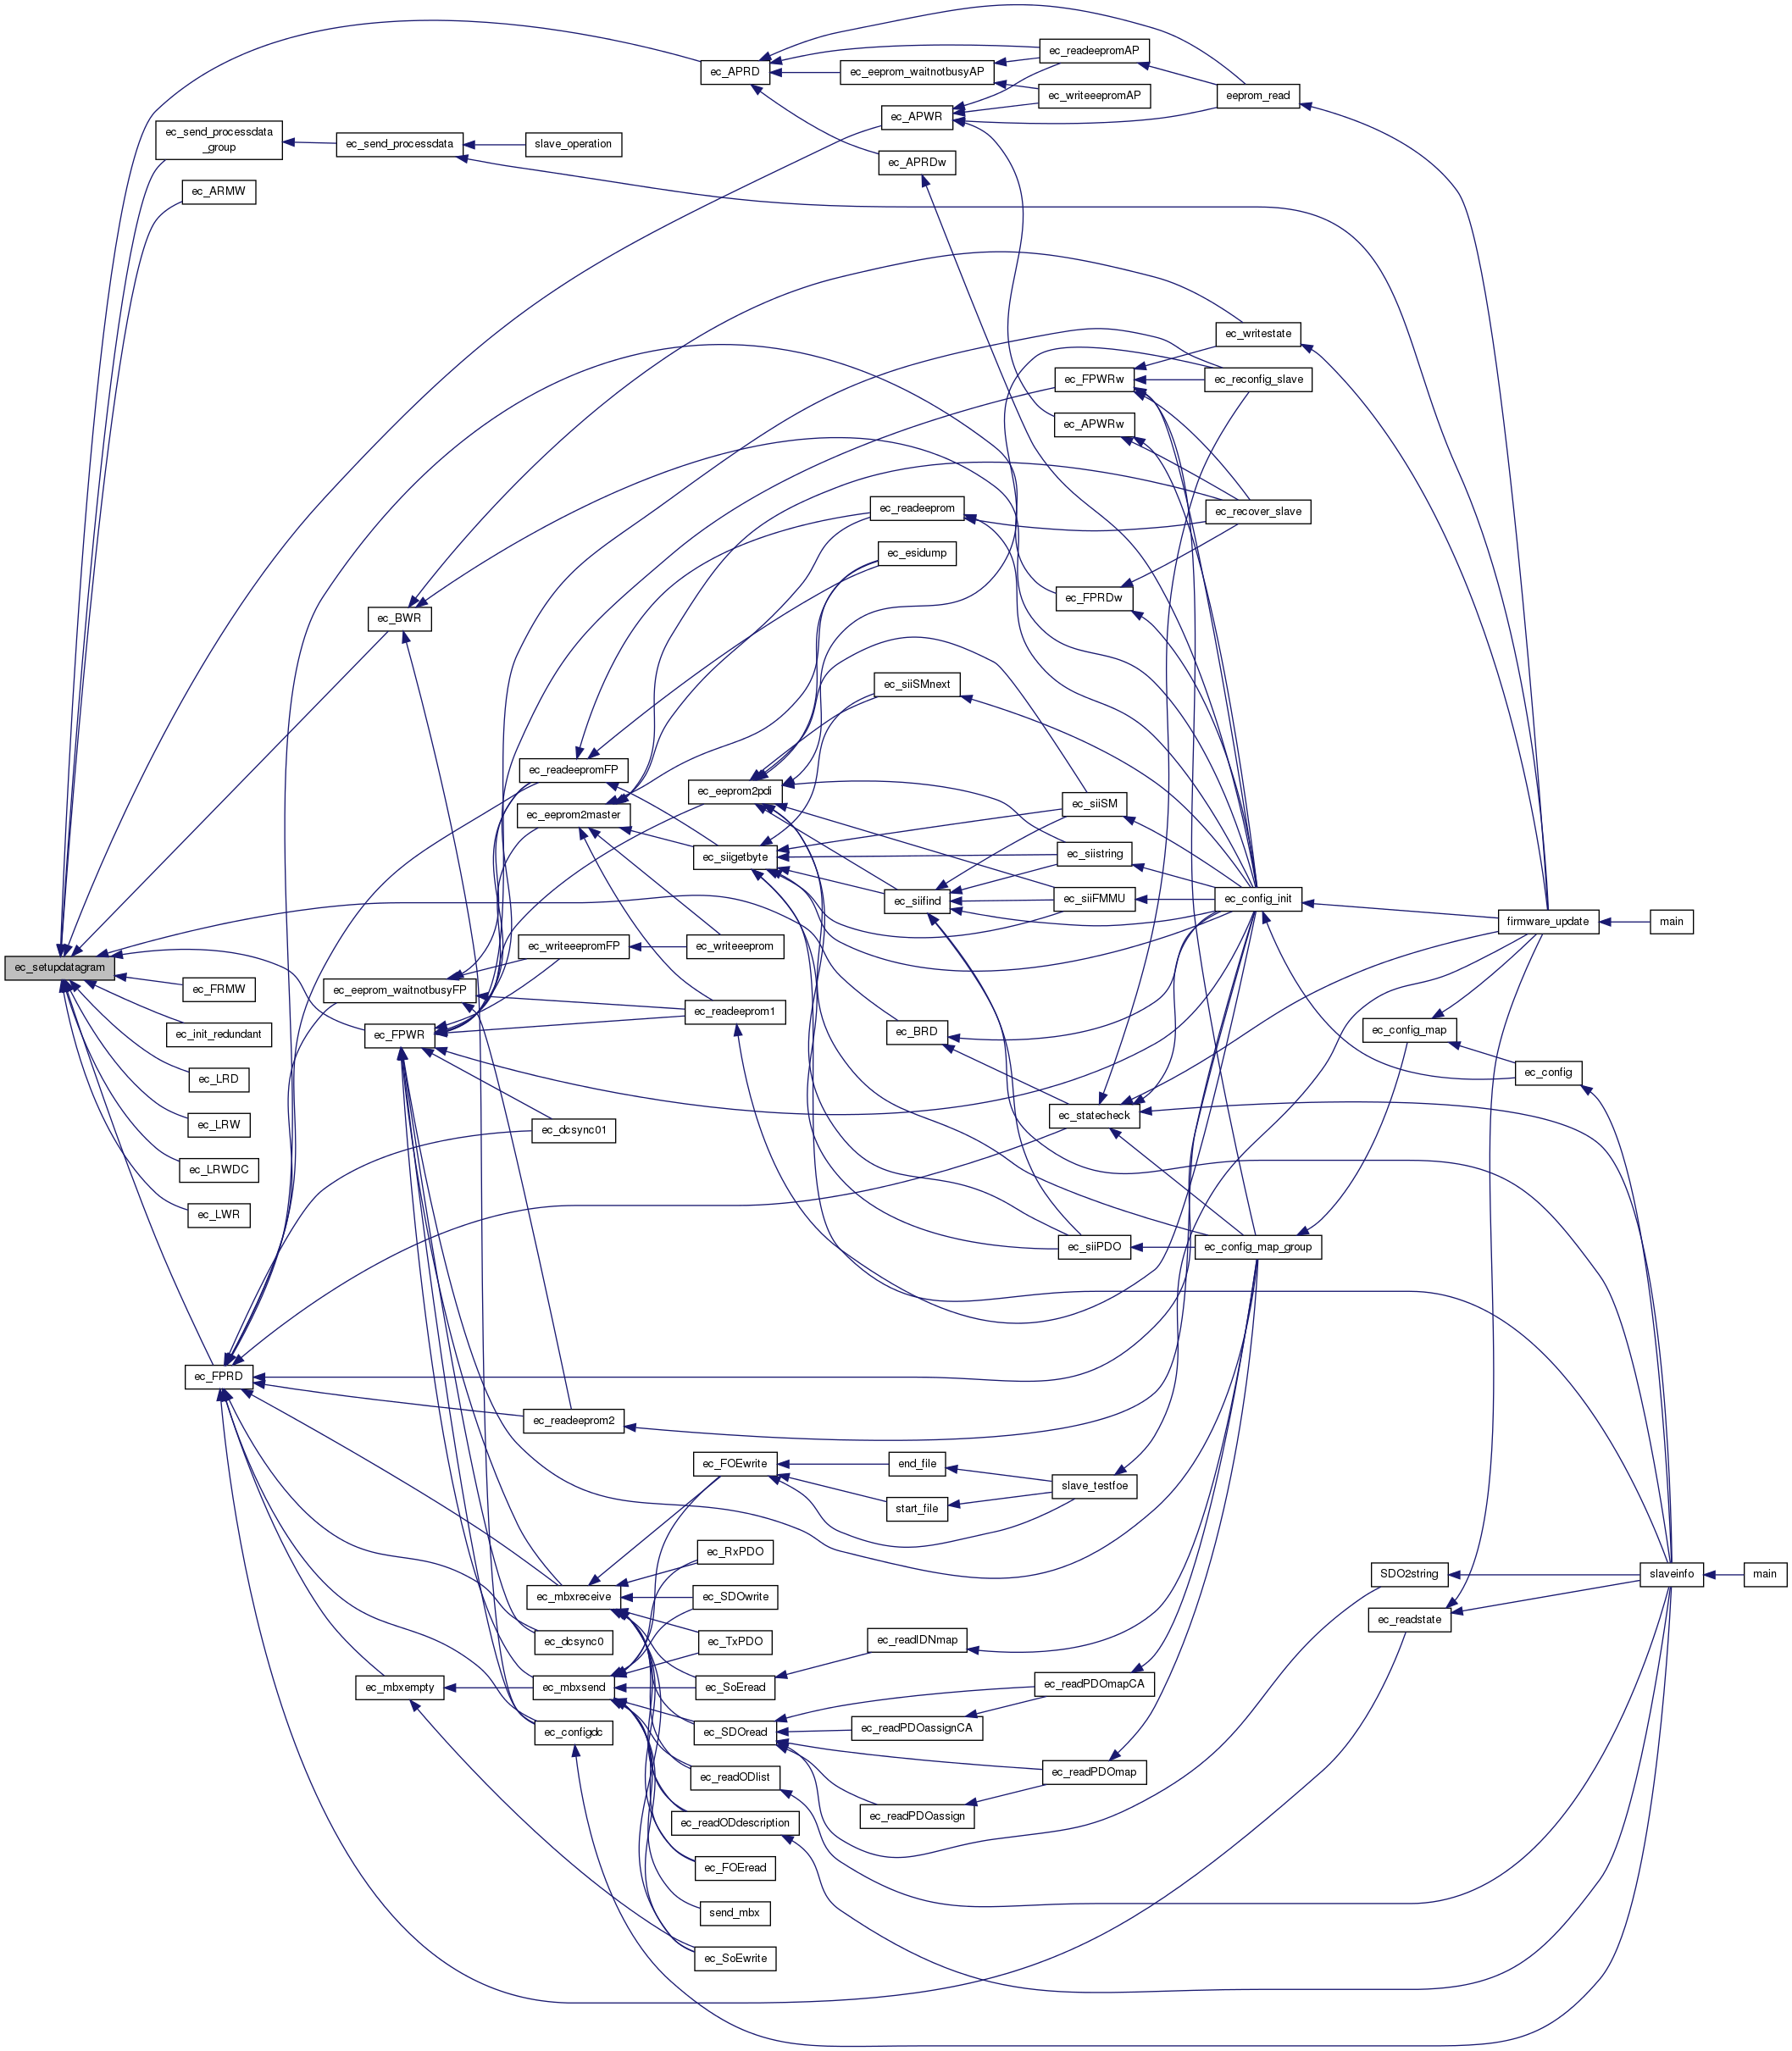 ec_setupdatagram
ec_send_processdata
_group
ec_ARMW
ec_FRMW
ec_init_redundant
ec_LRD
ec_LRW
ec_LRWDC
ec_LWR
ec_FPRD
ec_send_processdata
ec_BWR
ec_eeprom_waitnotbusyFP
ec_FPWR
ec_mbxempty
slave_operation
ec_readeepromFP
ec_eeprom2master
ec_writeeepromFP
ec_dcsync01
ec_readeeprom2
ec_mbxreceive
ec_dcsync0
ec_mbxsend
ec_configdc
ec_APRD
ec_eeprom2pdi
ec_siigetbyte
ec_writeeeprom
ec_readeeprom1
ec_FOEwrite
ec_RxPDO
ec_SDOwrite
ec_TxPDO
ec_SoEread
ec_SDOread
ec_readODlist
ec_readODdescription
ec_FOEread
send_mbx
ec_SoEwrite
ec_eeprom_waitnotbusyAP
ec_APWR
ec_APRDw
ec_readeeprom
ec_esidump
ec_siiSMnext
ec_siifind
ec_BRD
end_file
start_file
ec_readIDNmap
ec_readPDOassignCA
ec_readPDOassign
ec_readeepromAP
ec_writeeepromAP
ec_FPWRw
ec_APWRw
ec_FPRDw
ec_siiSM
ec_siistring
ec_siiFMMU
ec_statecheck
ec_siiPDO
slave_testfoe
ec_readPDOmapCA
ec_readPDOmap
eeprom_read
ec_writestate
ec_reconfig_slave
ec_recover_slave
ec_config_init
ec_config_map_group
ec_config_map
SDO2string
ec_readstate
firmware_update
ec_config
main
slaveinfo
main